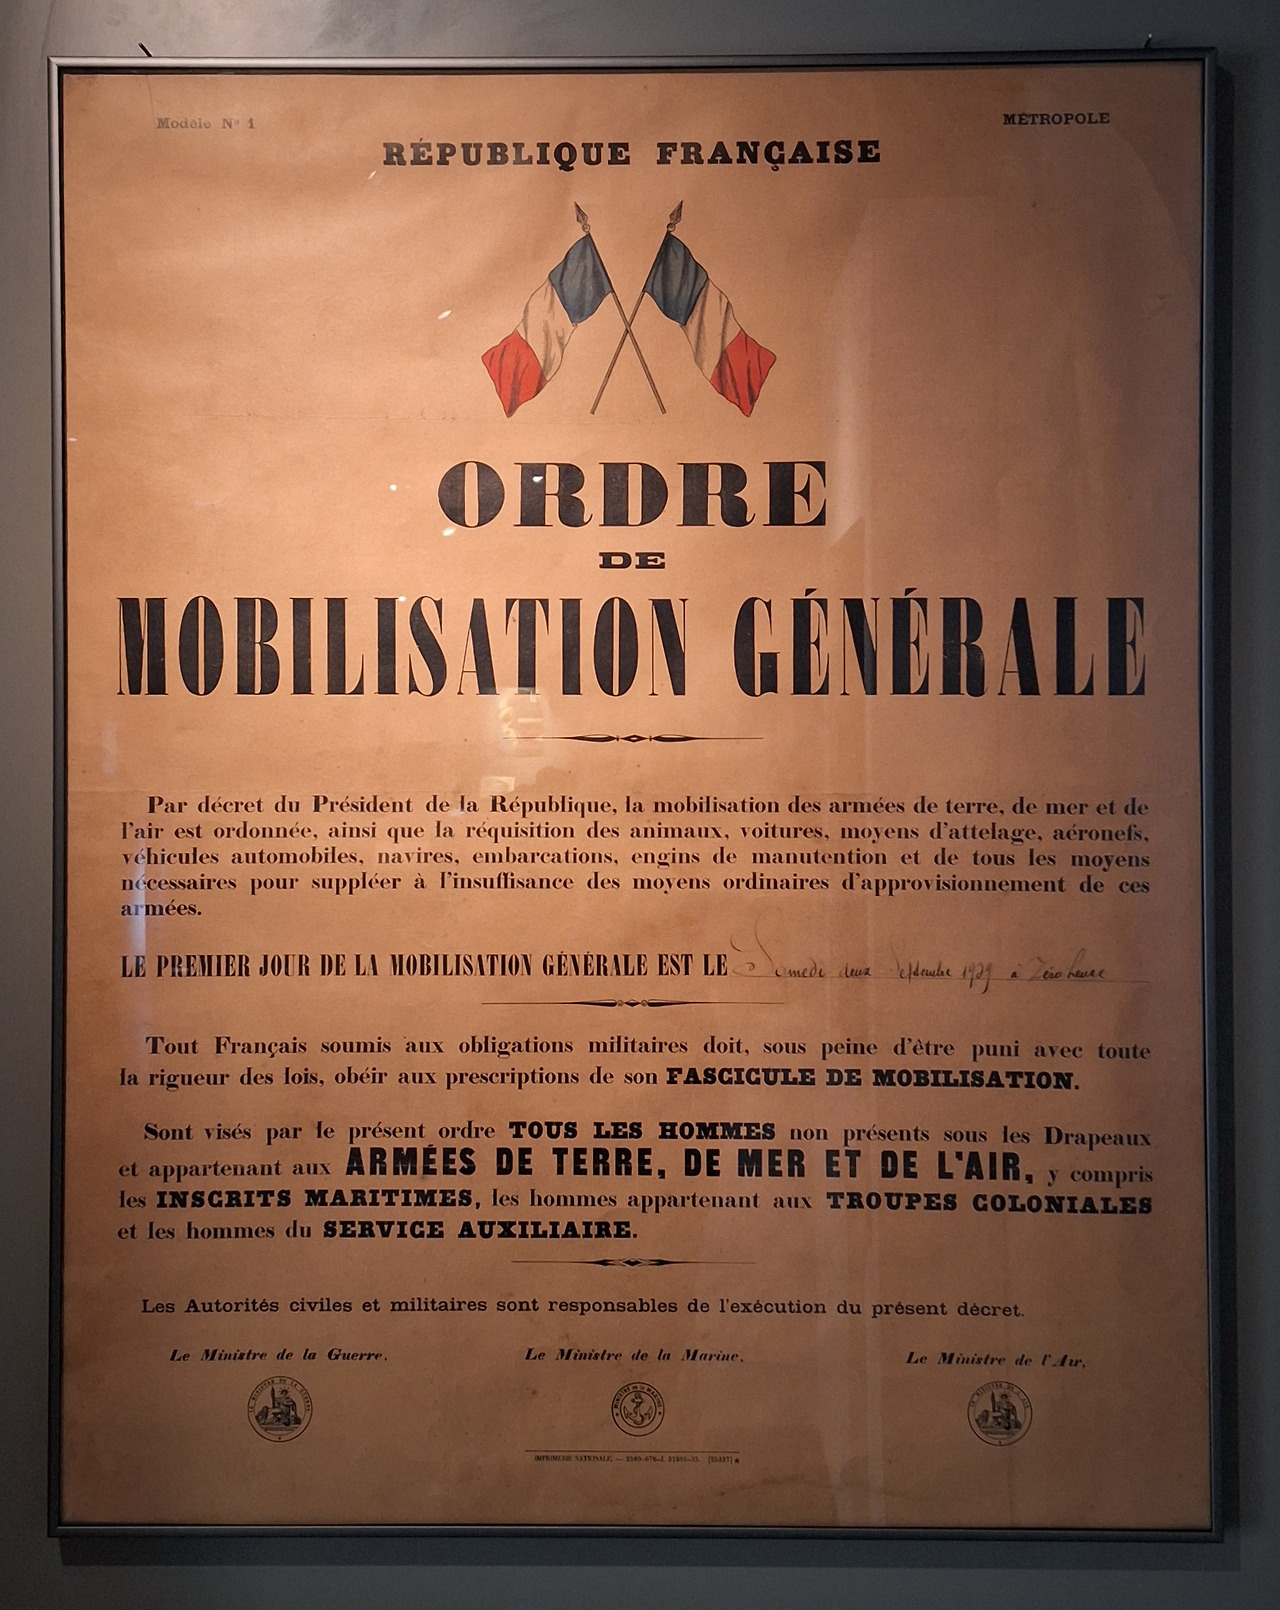 Modèle Nº 1
MÉTROPOLE
RÉPUBLIQUE FRANÇAISE
ORDRE
DE
MOBILISATION GÉNÉRALE
Par décret du Président de la République, la mobilisation des armées de terre, de mer et de
l'air est ordonnée, ainsi que la réquisition des animaux, voitures, moyens d'attelage, aéronefs,
véhicules automobiles, navires, embarcations, engins de manutention et de tous les moyens
nécessaires pour suppléer à l'insuffisance des moyens ordinaires d'approvisionnement de ces
armées.
LE PREMIER JOUR DE LA MOBILISATION GÉNÉRALE EST LE Samedi deux Septembre 1939 à Zéro heure
Tout Français soumis aux obligations militaires doit, sous peine d'être puni avec toute
la rigueur des lois, obéir aux prescriptions de son FASCICULE DE MOBILISATION.
Sont visés par le présent ordre TOUS LES HOMMES non présents sous les Drapeaux
et appartenant aux ARMÉES DE TERRE, DE MER ET DE L'AIR, y compris
les INSCRITS MARITIMES, les hommes appartenant aux TROUPES COLONIALES
et les hommes du SERVICE AUXILIAIRE.
Les Autorités civiles et militaires sont responsables de l'exécution du présent décret.
Le Ministre de la Guerre,
Le Ministre de la Marine,
Le Ministre de l'Air,
MINISTRE DE LA MARINE
IMPRIMERIE NATIONALE. —